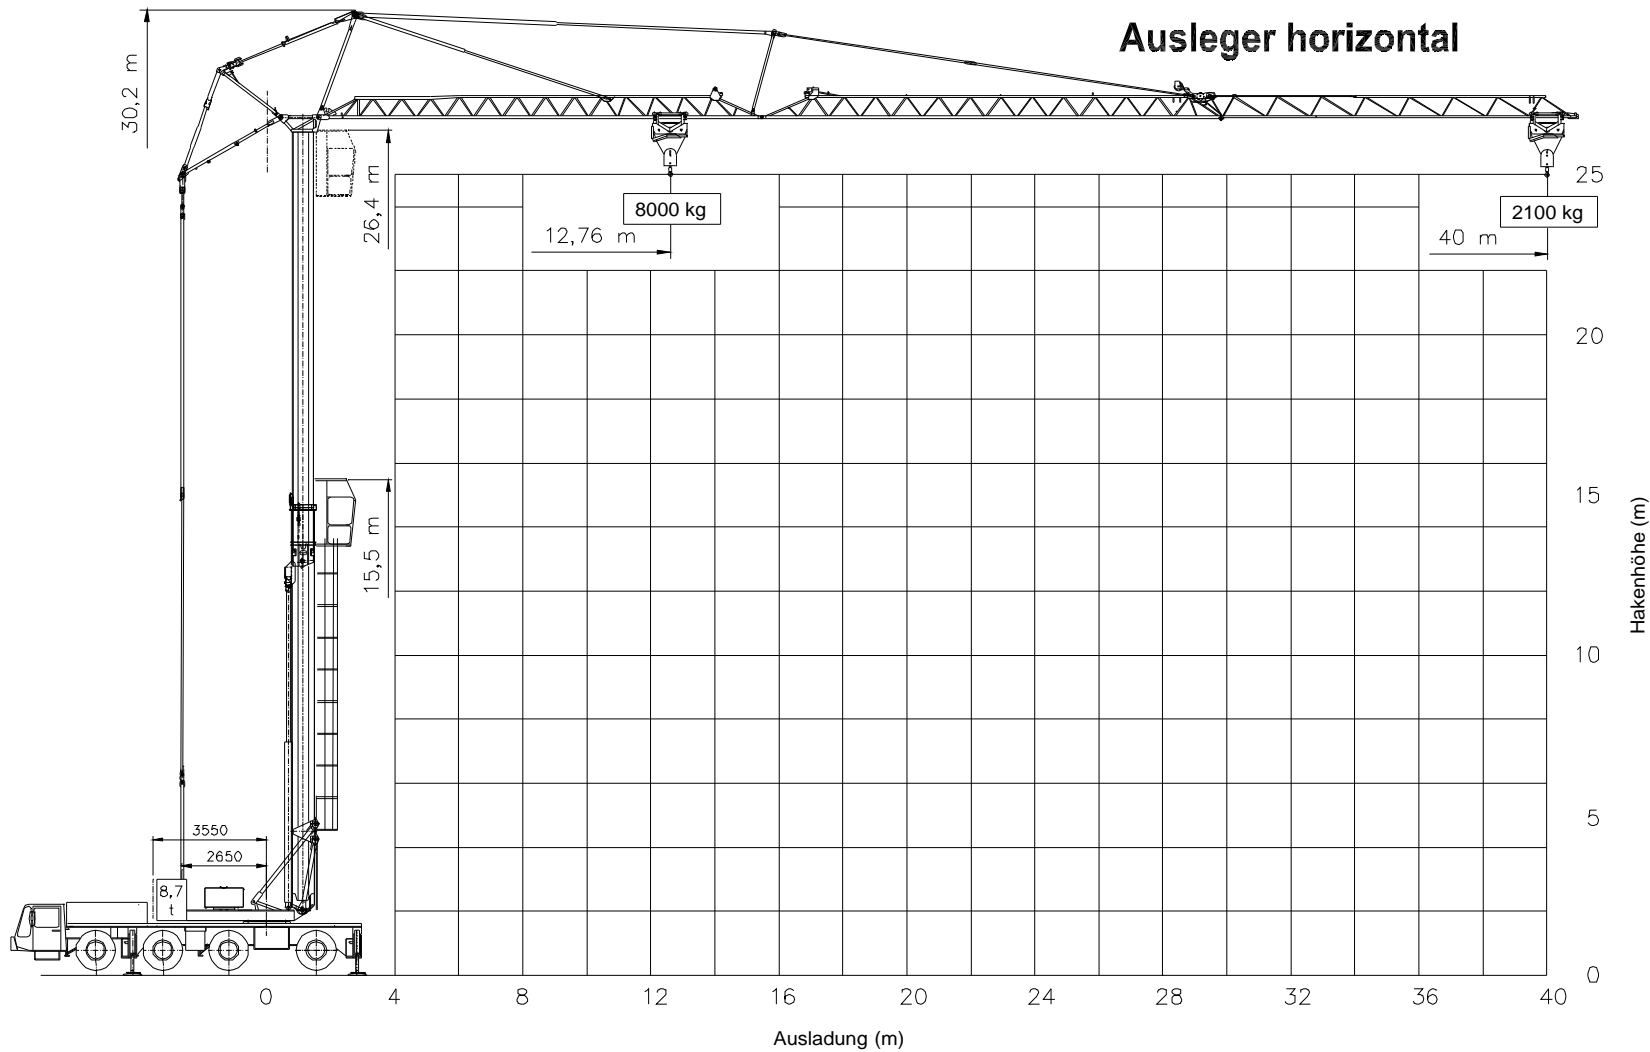 Ausleger horizontal
30,2 m
26,4 m
8000 kg
12,76 m
2100 kg
40 m
25
20
15
10
5
0
15,5 m
Hakenhöhe (m)
3550
2650
8,7
t
0 4 8 12 16 20 24 28 32 36 40
Ausladung (m)